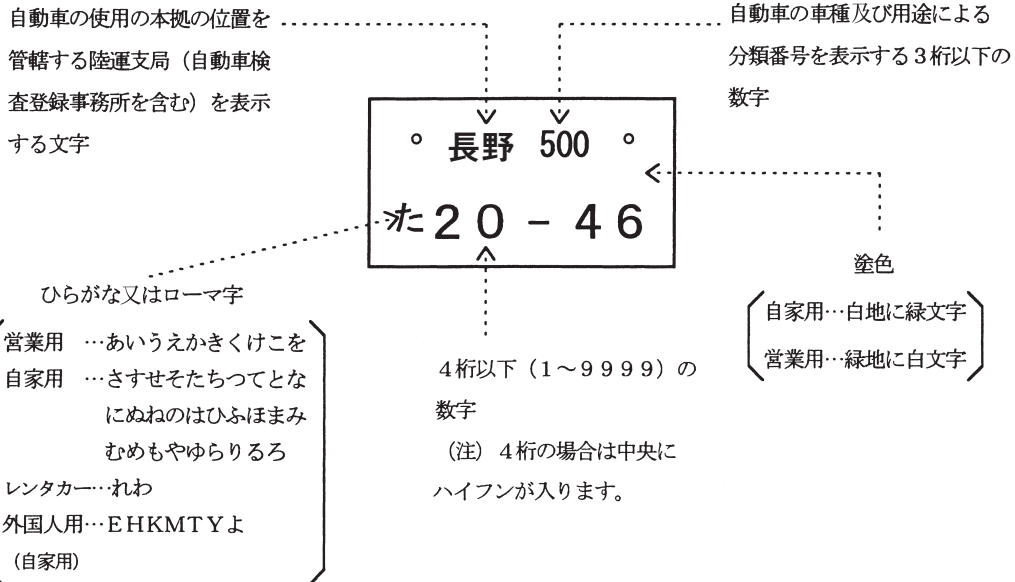 自動車の使用の本拠の位置を
管轄する陸運支局（自動車検
査登録事務所を含む）を表示
する文字
自動車の車種及び用途による
分類番号を表示する３桁以下の
数字
長野 500
た 20－46
ひらがな又はローマ字
営業用 …あいうえかきくけこを
自家用 …さすせそたちつてとな
にぬねのはひふほまみ
むめもやゆらりるろ
レンタカー…れわ
外国人用…ＥＨＫＭＴＹよ
（自家用）
４桁以下（１～９９９９）の
数字
（注）４桁の場合は中央に
ハイフンが入ります。
塗色
自家用…白地に緑文字
営業用…緑地に白文字